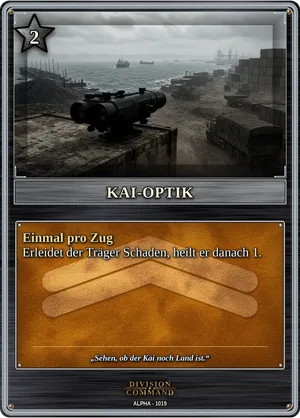 2
KAI-OPTIK
Einmal pro Zug
Erleidet der Träger Schaden, heilt er danach 1.
„Sehen, ob der Kai noch Land ist.“
DIVISION
COMMAND
ALPHA - 1019